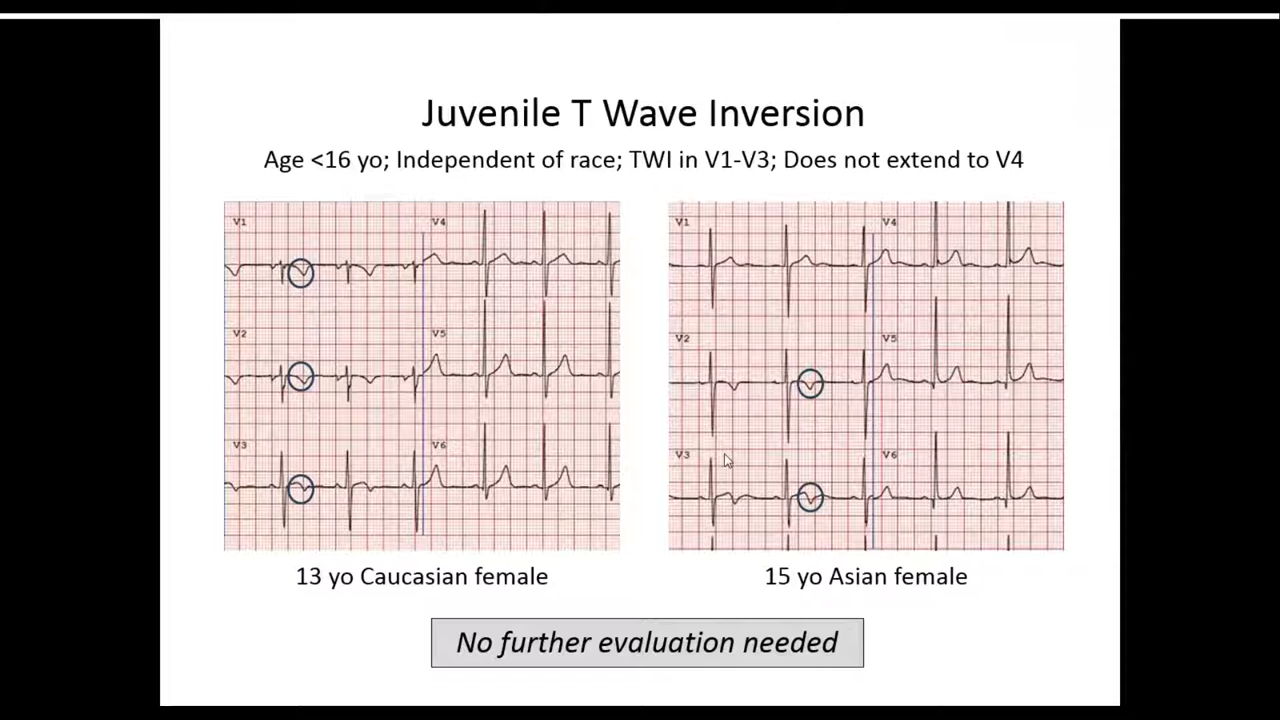 Juvenile T Wave Inversion
Age <16 yo; Independent of race; TWI in V1-V3; Does not extend to V4
V1
V4
V2
V5
V3
V6
V1
V4
V2
V5
V3
V6
13 yo Caucasian female
15 yo Asian female
No further evaluation needed